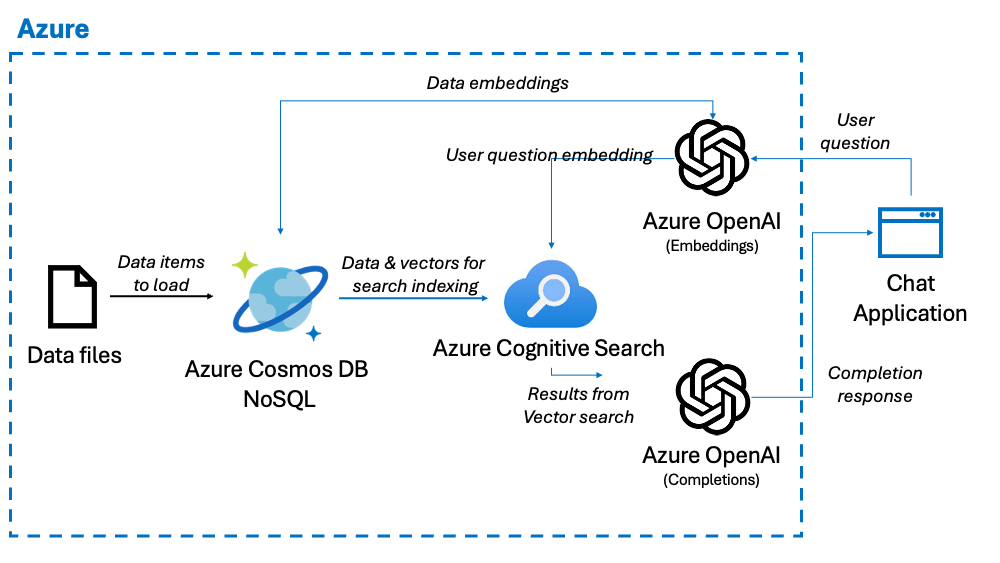 Azure
Data embeddings
User
question
User question embedding
Azure OpenAI
(Embeddings)
Data items
to load
Data & vectors for
search indexing
Chat
Application
Data files
Azure Cosmos DB
NoSQL
Azure Cognitive Search
Results from
Vector search
Completion
response
Azure OpenAI
(Completions)